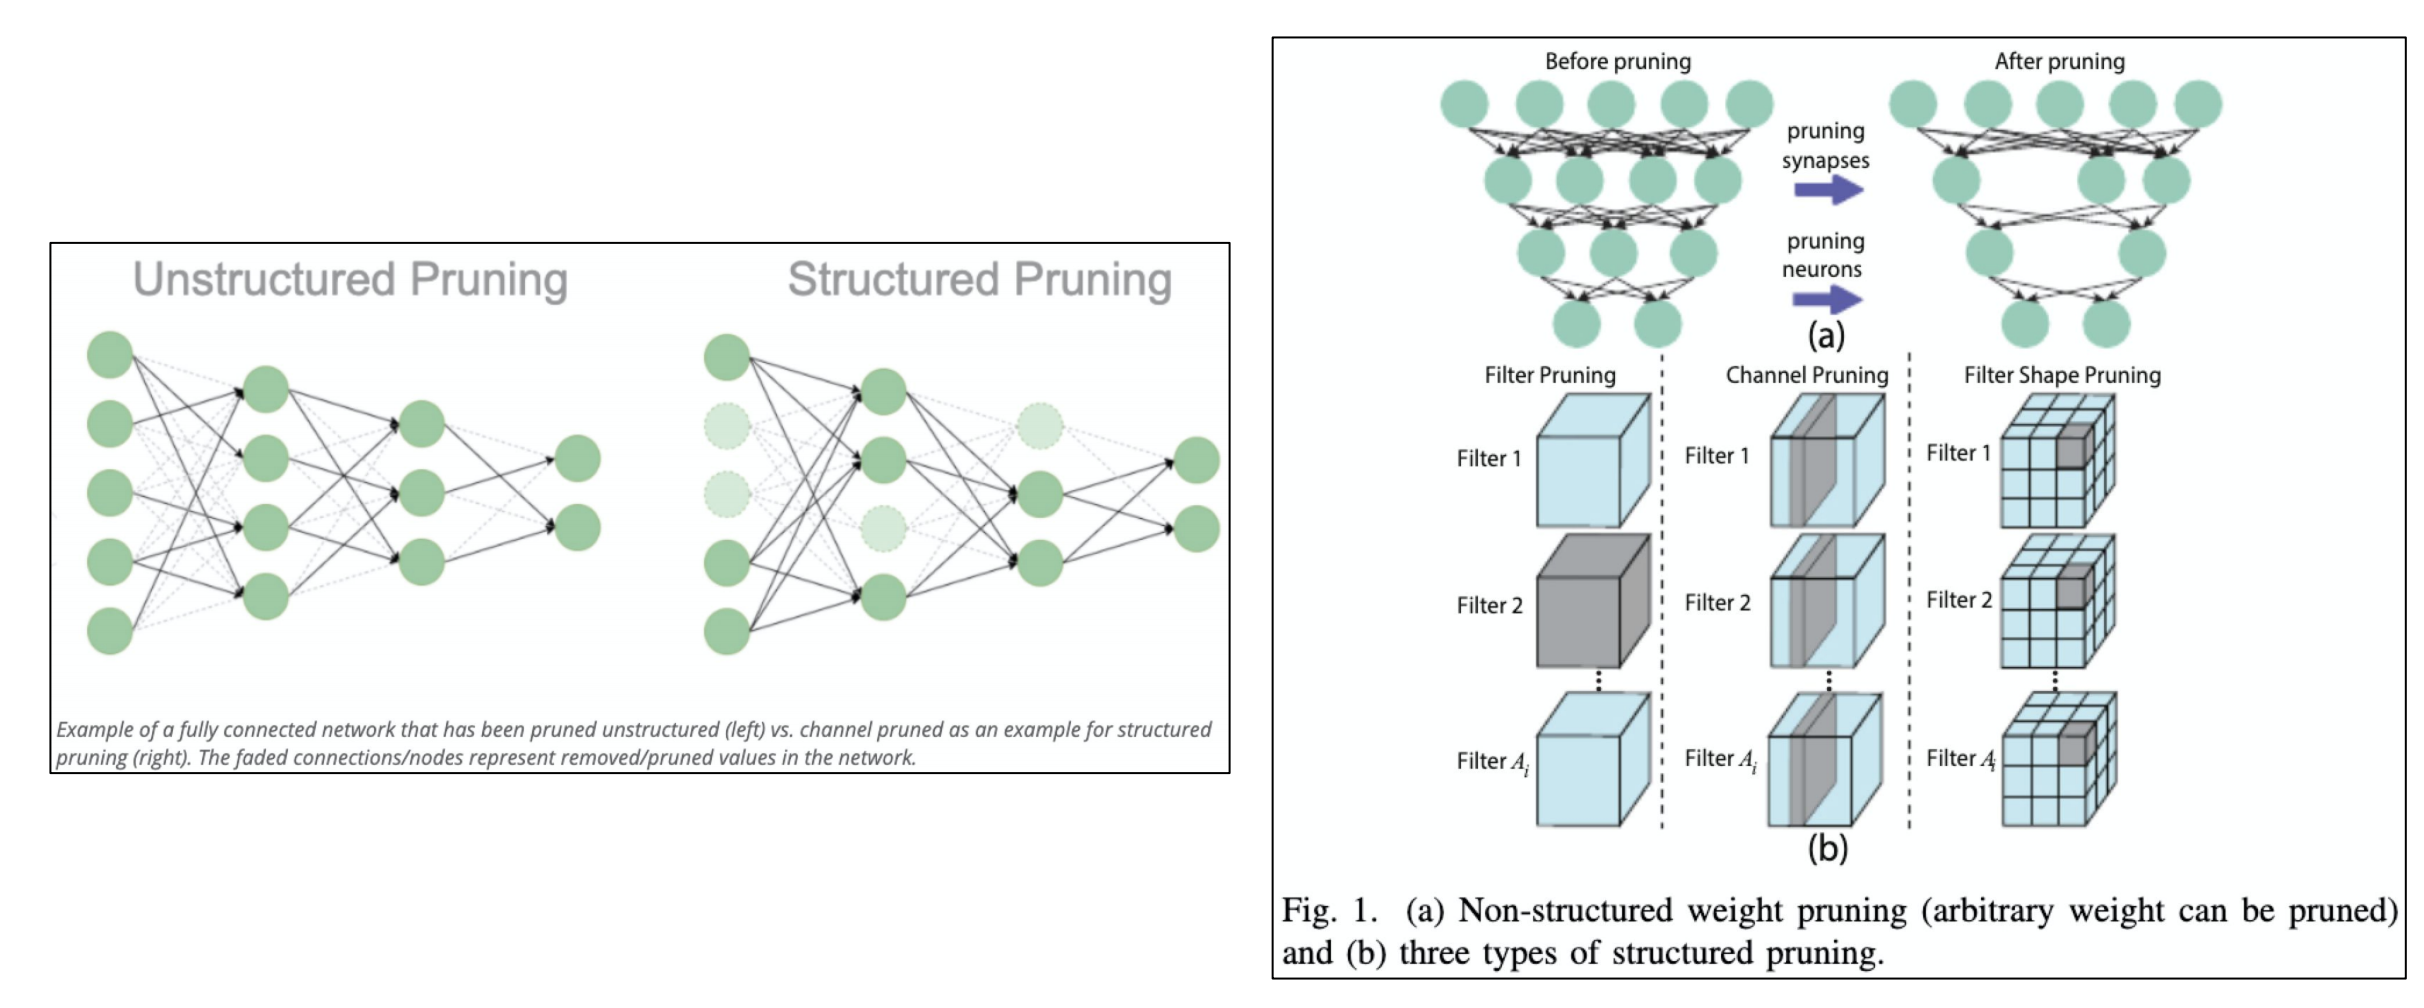 Unstructured Pruning
Structured Pruning
Example of a fully connected network that has been pruned unstructured (left) vs. channel pruned as an example for structured
pruning (right). The faded connections/nodes represent removed/pruned values in the network.
Before pruning
After pruning
pruning
synapses
pruning
neurons
(a)
Filter Pruning
Channel Pruning
Filter Shape Pruning
Filter 1
Filter 1
Filter 1
Filter 2
Filter 2
Filter 2
Filter Aᵢ
Filter Aᵢ
Filter Aᵢ
(b)
Fig. 1. (a) Non-structured weight pruning (arbitrary weight can be pruned)
and (b) three types of structured pruning.